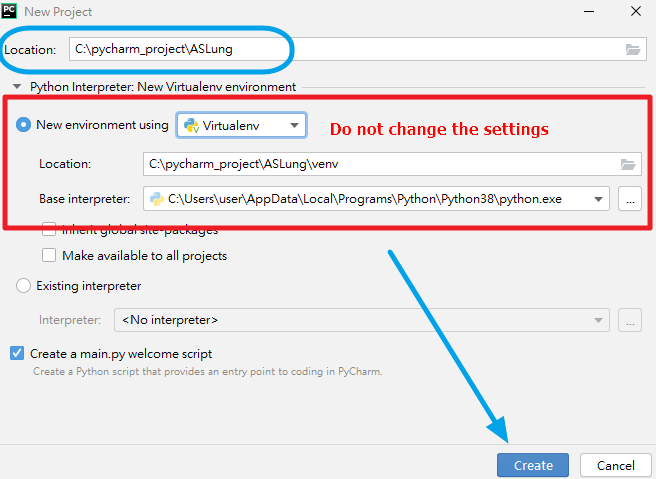 PC New Project
Location: C:\pycharm_project\ASLung
Python Interpreter: New Virtualenv environment
New environment using Virtualenv Do not change the settings
Location: C:\pycharm_project\ASLung\venv
Base interpreter: C:\Users\user\AppData\Local\Programs\Python\Python38\python.exe ...
Inherit global site-packages
Make available to all projects
Existing interpreter
Interpreter: <No interpreter> ...
Create a main.py welcome script
Create a Python script that provides an entry point to coding in PyCharm.
Create Cancel